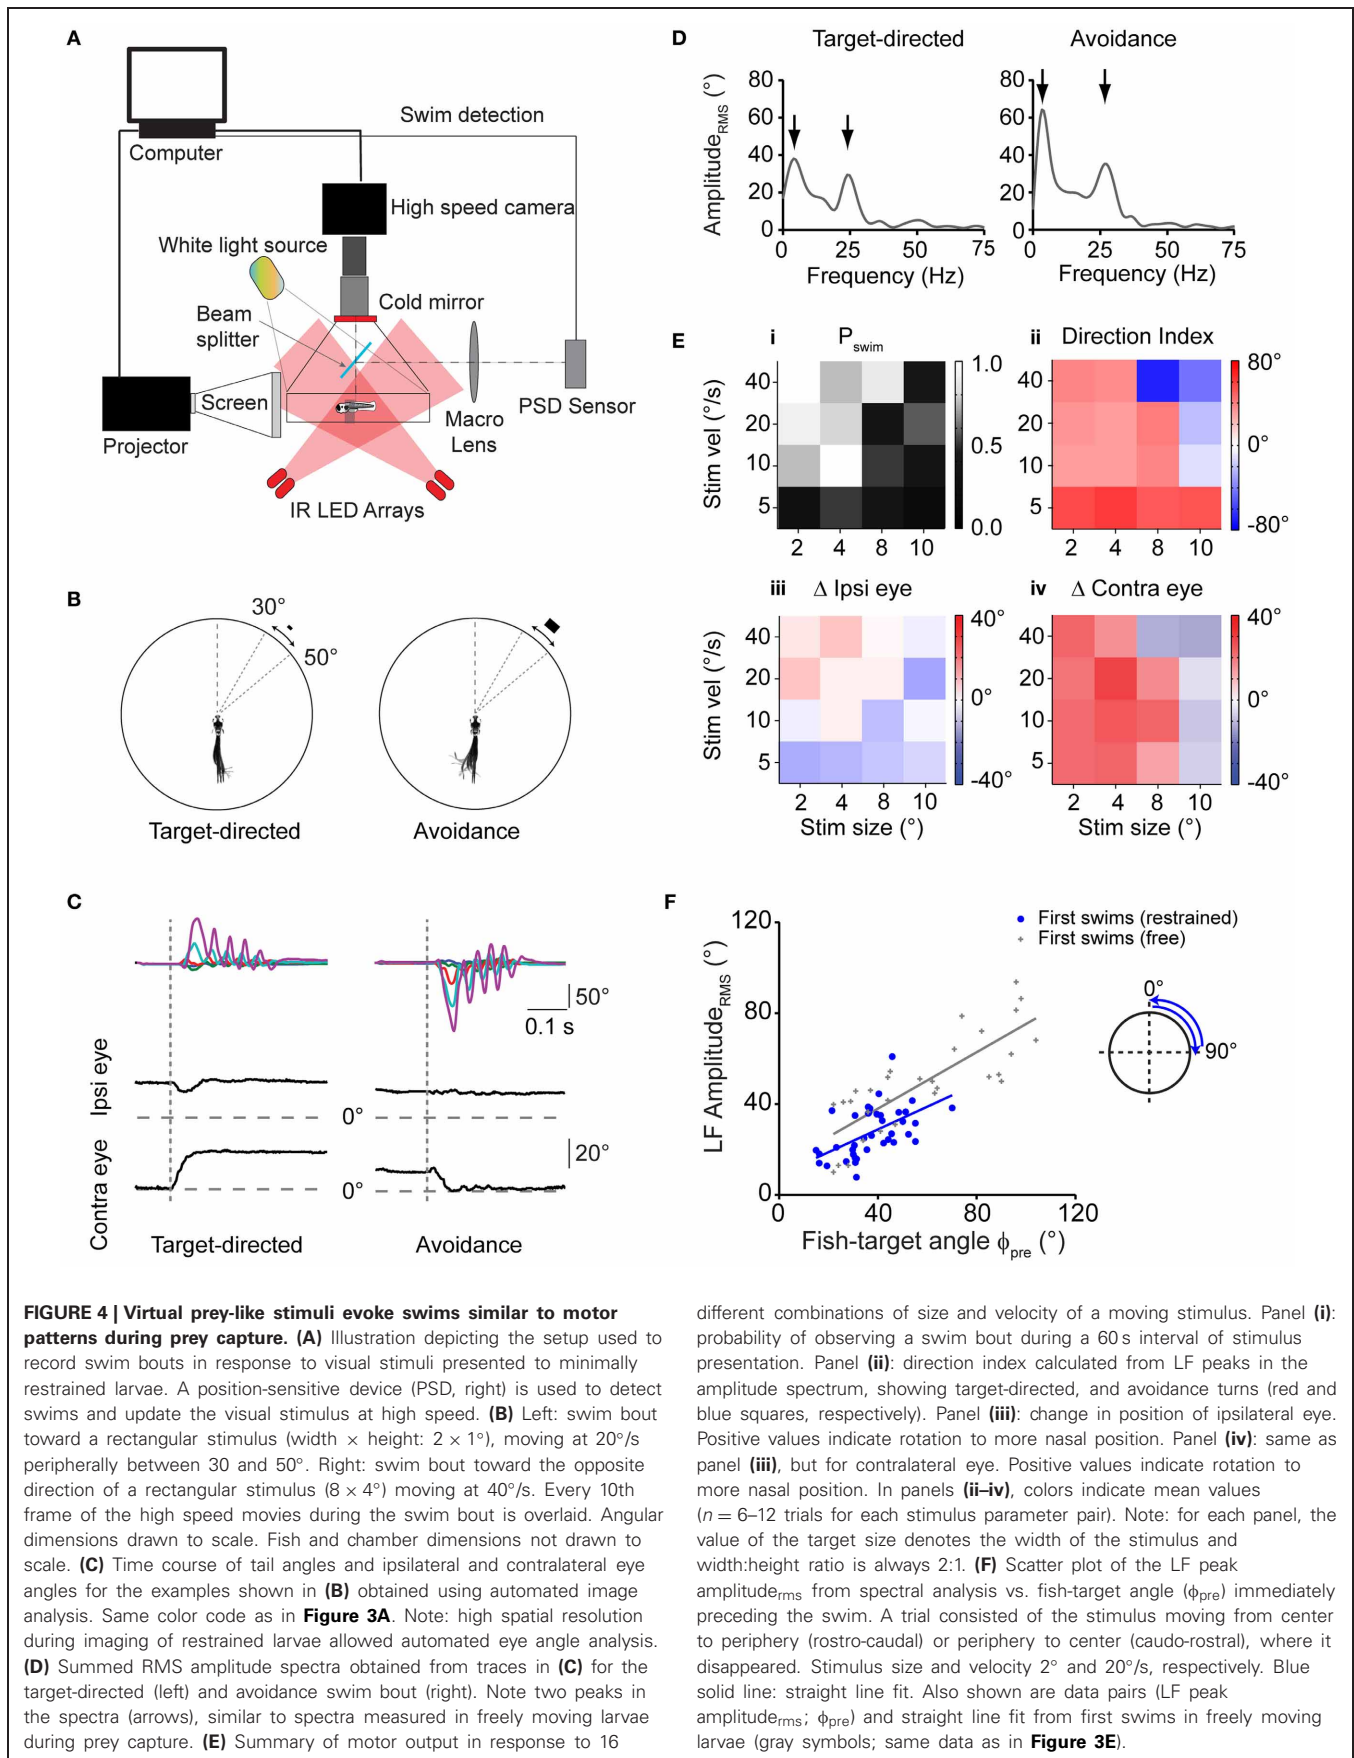 A
Computer
Swim detection
High speed camera
White light source
Beam
splitter
Cold mirror
Screen
Projector
Macro
Lens
PSD Sensor
IR LED Arrays
B
30°
50°
Target-directed
Avoidance
C
50°
0.1 s
Ipsi eye
0°
20°
Contra eye
0°
Target-directed
Avoidance
D
Target-directed
Avoidance
Amplitude_RMS (°)
80
60
40
20
0
0 25 50 75
Frequency (Hz)
80
60
40
20
0
0 25 50 75
Frequency (Hz)
E
i P_swim
Stim vel (°/s)
40
20
10
5
2 4 8 10
1.0
0.5
0.0
ii Direction Index
40
20
10
5
2 4 8 10
80°
0°
-80°
iii Δ Ipsi eye
Stim vel (°/s)
40
20
10
5
2 4 8 10
Stim size (°)
40°
0°
-40°
iv Δ Contra eye
40
20
10
5
2 4 8 10
Stim size (°)
40°
0°
-40°
F
LF Amplitude_RMS (°)
120
80
40
0
0 40 80 120
Fish-target angle ϕ_pre (°)
First swims (restrained)
First swims (free)
0°
90°
FIGURE 4 | Virtual prey-like stimuli evoke swims similar to motor
patterns during prey capture. (A) Illustration depicting the setup used to
record swim bouts in response to visual stimuli presented to minimally
restrained larvae. A position-sensitive device (PSD, right) is used to detect
swims and update the visual stimulus at high speed. (B) Left: swim bout
toward a rectangular stimulus (width × height: 2 × 1°), moving at 20°/s
peripherally between 30 and 50°. Right: swim bout toward the opposite
direction of a rectangular stimulus (8 × 4°) moving at 40°/s. Every 10th
frame of the high speed movies during the swim bout is overlaid. Angular
dimensions drawn to scale. Fish and chamber dimensions not drawn to
scale. (C) Time course of tail angles and ipsilateral and contralateral eye
angles for the examples shown in (B) obtained using automated image
analysis. Same color code as in Figure 3A. Note: high spatial resolution
during imaging of restrained larvae allowed automated eye angle analysis.
(D) Summed RMS amplitude spectra obtained from traces in (C) for the
target-directed (left) and avoidance swim bout (right). Note two peaks in
the spectra (arrows), similar to spectra measured in freely moving larvae
during prey capture. (E) Summary of motor output in response to 16
different combinations of size and velocity of a moving stimulus. Panel (i):
probability of observing a swim bout during a 60 s interval of stimulus
presentation. Panel (ii): direction index calculated from LF peaks in the
amplitude spectrum, showing target-directed, and avoidance turns (red and
blue squares, respectively). Panel (iii): change in position of ipsilateral eye.
Positive values indicate rotation to more nasal position. Panel (iv): same as
panel (iii), but for contralateral eye. Positive values indicate rotation to
more nasal position. In panels (ii–iv), colors indicate mean values
(n = 6–12 trials for each stimulus parameter pair). Note: for each panel, the
value of the target size denotes the width of the stimulus and
width:height ratio is always 2:1. (F) Scatter plot of the LF peak
amplitude_rms from spectral analysis vs. fish-target angle (ϕ_pre) immediately
preceding the swim. A trial consisted of the stimulus moving from center
to periphery (rostro-caudal) or periphery to center (caudo-rostral), where it
disappeared. Stimulus size and velocity 2° and 20°/s, respectively. Blue
solid line: straight line fit. Also shown are data pairs (LF peak
amplitude_rms; ϕ_pre) and straight line fit from first swims in freely moving
larvae (gray symbols; same data as in Figure 3E).